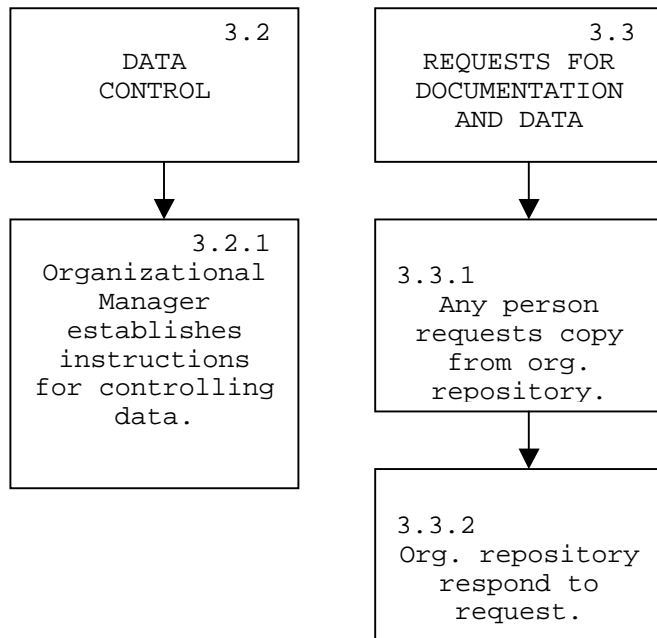 3.2
DATA
CONTROL
3.2.1
Organizational
Manager
establishes
instructions
for controlling
data.
3.3
REQUESTS FOR
DOCUMENTATION
AND DATA
3.3.1
Any person
requests copy
from org.
repository.
3.3.2
Org. repository
respond to
request.